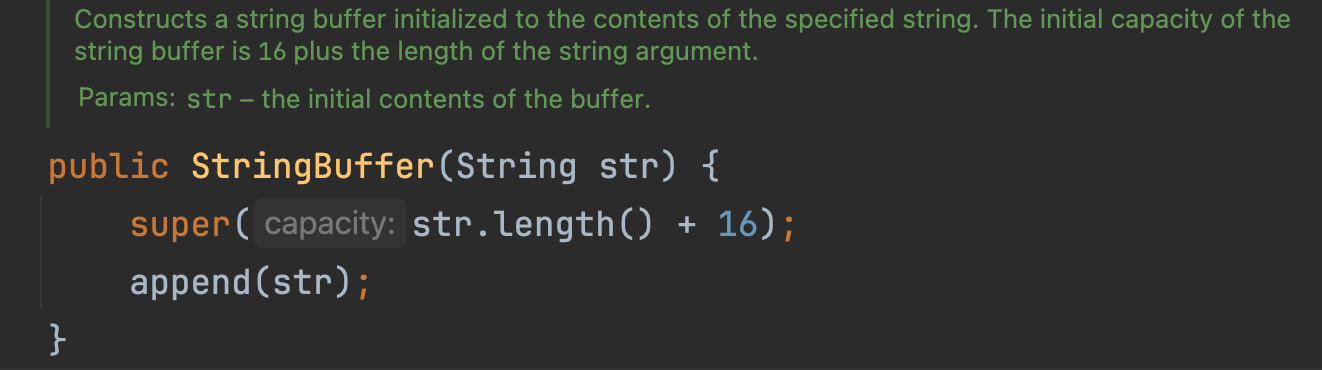 Constructs a string buffer initialized to the contents of the specified string. The initial capacity of the
string buffer is 16 plus the length of the string argument.
Params: str – the initial contents of the buffer.
public StringBuffer(String str) {
super( capacity: str.length() + 16);
append(str);
}